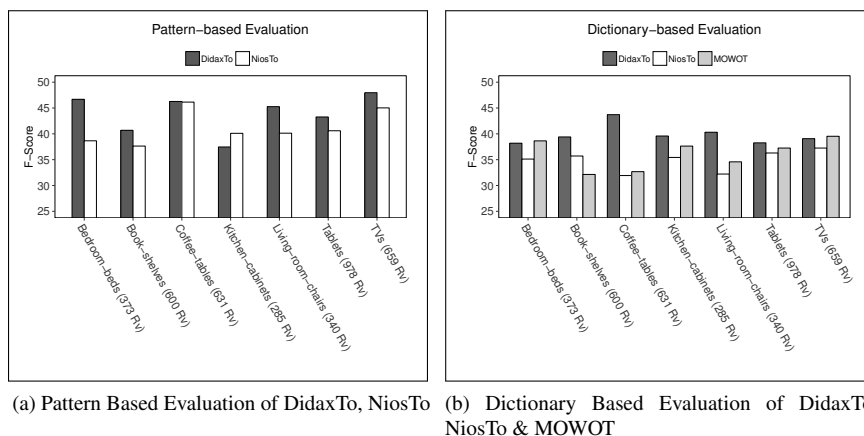 Pattern−based Evaluation
DidaxTo NiosTo
F−Score
50
45
40
35
30
25
Bedroom−beds (373 Rv)
Book−shelves (600 Rv)
Coffee−tables (631 Rv)
Kitchen−cabinets (285 Rv)
Living−room−chairs (340 Rv)
Tablets (978 Rv)
TVs (659 Rv)
(a) Pattern Based Evaluation of DidaxTo, NiosTo
Dictionary−based Evaluation
DidaxTo NiosTo MOWOT
F−Score
50
45
40
35
30
25
Bedroom−beds (373 Rv)
Book−shelves (600 Rv)
Coffee−tables (631 Rv)
Kitchen−cabinets (285 Rv)
Living−room−chairs (340 Rv)
Tablets (978 Rv)
TVs (659 Rv)
(b) Dictionary Based Evaluation of DidaxTo
NiosTo & MOWOT